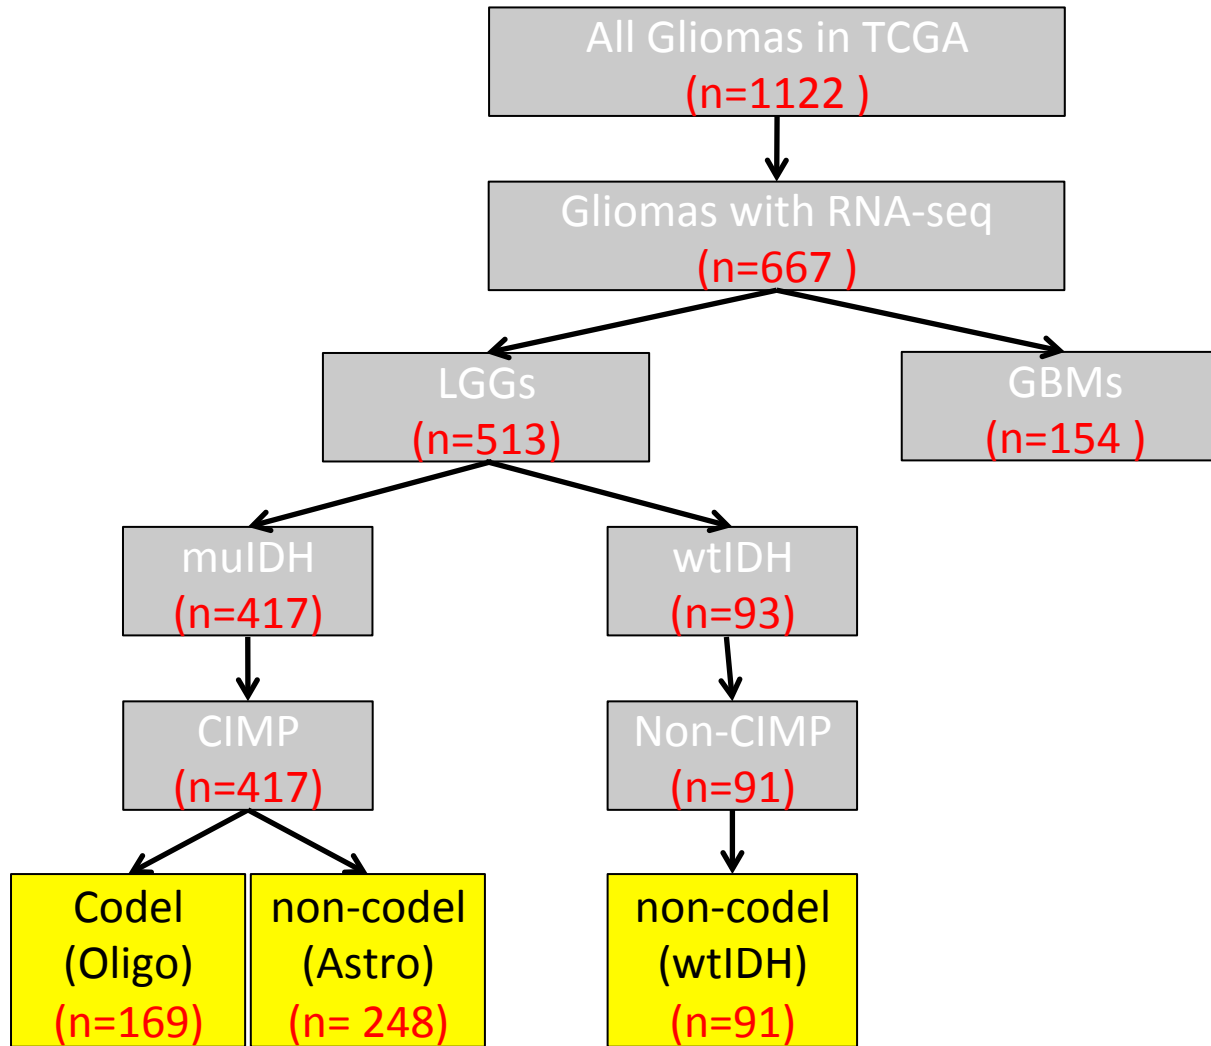 All Gliomas in TCGA
(n=1122 )
Gliomas with RNA-seq
(n=667 )
LGGs
(n=513)
GBMs
(n=154 )
muIDH
(n=417)
wtIDH
(n=93)
CIMP
(n=417)
Non-CIMP
(n=91)
Codel
(Oligo)
(n=169)
non-codel
(Astro)
(n= 248)
non-codel
(wtIDH)
(n=91)